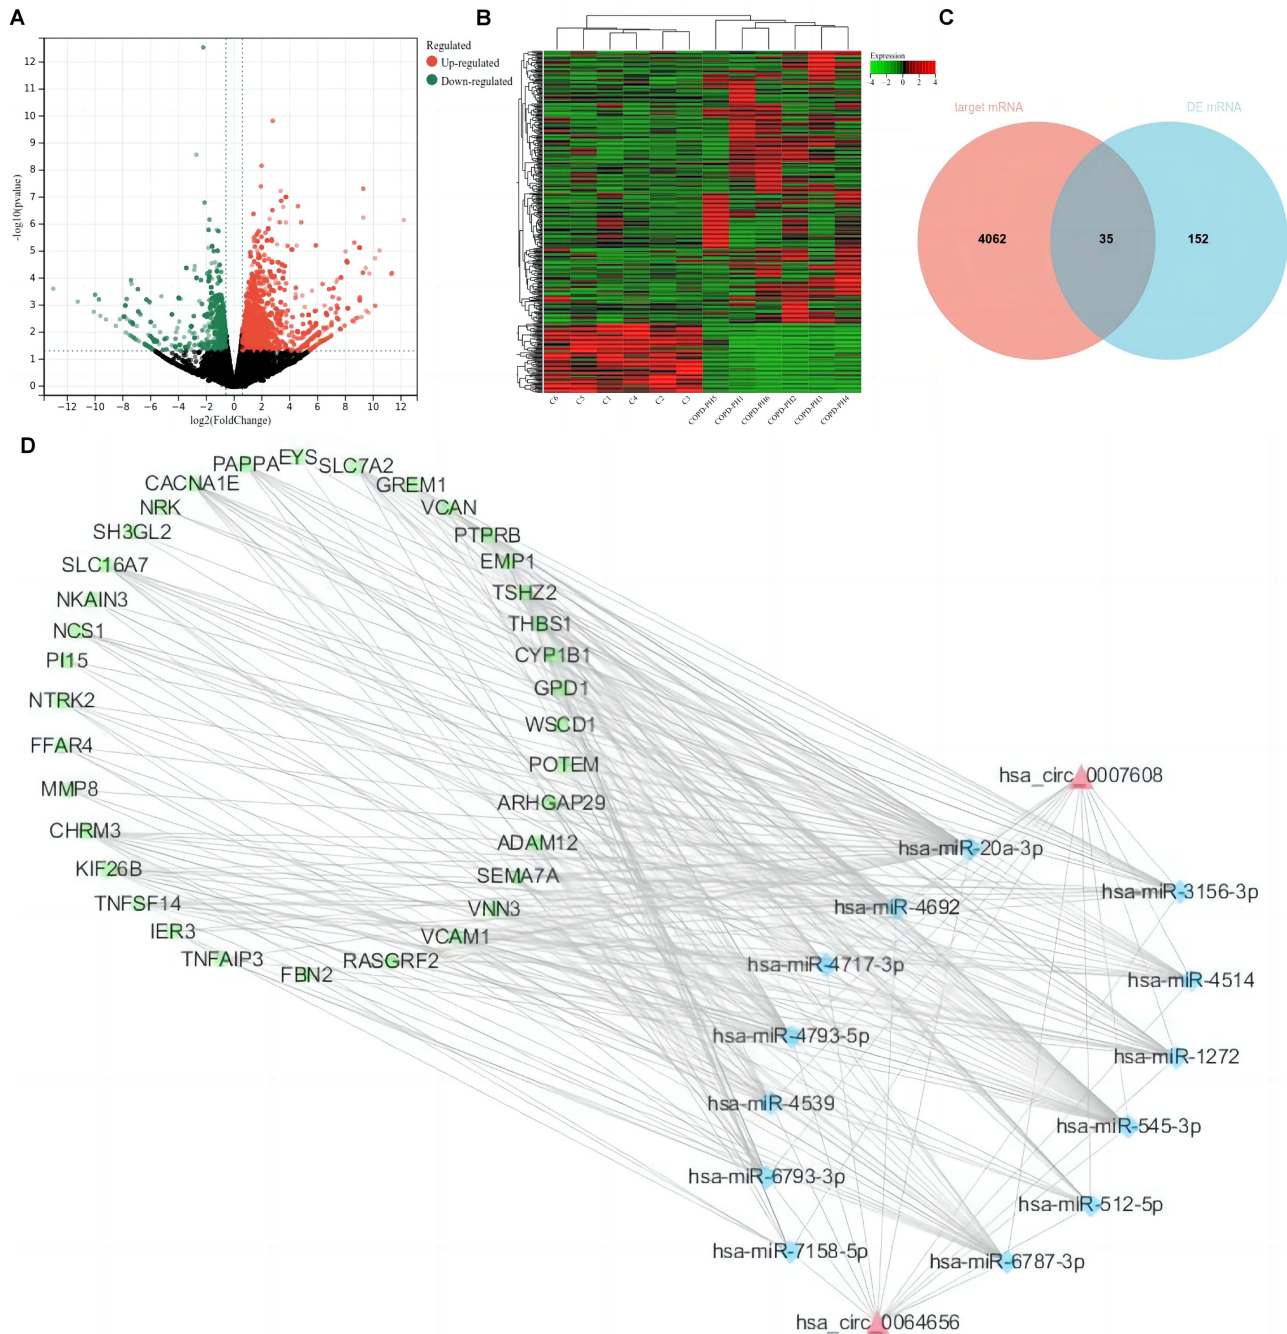 A
Regulated
Up-regulated
Down-regulated
-log10(pvalue)
12
11
10
9
8
7
6
5
4
3
2
1
0
−12 −10 −8 −6 −4 −2 0 2 4 6 8 10 12
log2(FoldChange)
B
Expression
-4 -2 0 2 4
C6 C5 C1 C4 C2 C3 COPD-PH5 COPD-PH1 COPD-PH6 COPD-PH2 COPD-PH3 COPD-PH4
C
target mRNA
DE mRNA
4062
35
152
D
EYS
PAPPA
SLC7A2
CACNA1E
GREM1
NRK
VCAN
SH3GL2
PTPRB
SLC16A7
EMP1
NKAIN3
TSHZ2
NCS1
THBS1
PI15
CYP1B1
NTRK2
GPD1
FFAR4
WSCD1
MMP8
POTEM
CHRM3
ARHGAP29
KIF26B
ADAM12
TNFSF14
SEMA7A
IER3
VNN3
TNFAIP3
VCAM1
FBN2
RASGRF2
hsa_circ_0007608
hsa-miR-20a-3p
hsa-miR-3156-3p
hsa-miR-4692
hsa-miR-4717-3p
hsa-miR-4514
hsa-miR-4793-5p
hsa-miR-1272
hsa-miR-4539
hsa-miR-545-3p
hsa-miR-6793-3p
hsa-miR-512-5p
hsa-miR-7158-5p
hsa-miR-6787-3p
hsa_circ_0064656